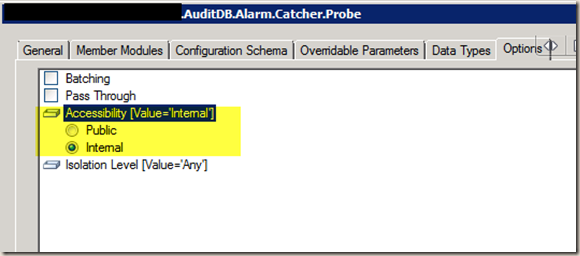 .AuditDB.Alarm.Catcher.Probe
General Member Modules Configuration Schema Overridable Parameters Data Types Options
Batching
Pass Through
Accessibility [Value='Internal']
Public
Internal
Isolation Level [Value='Any']